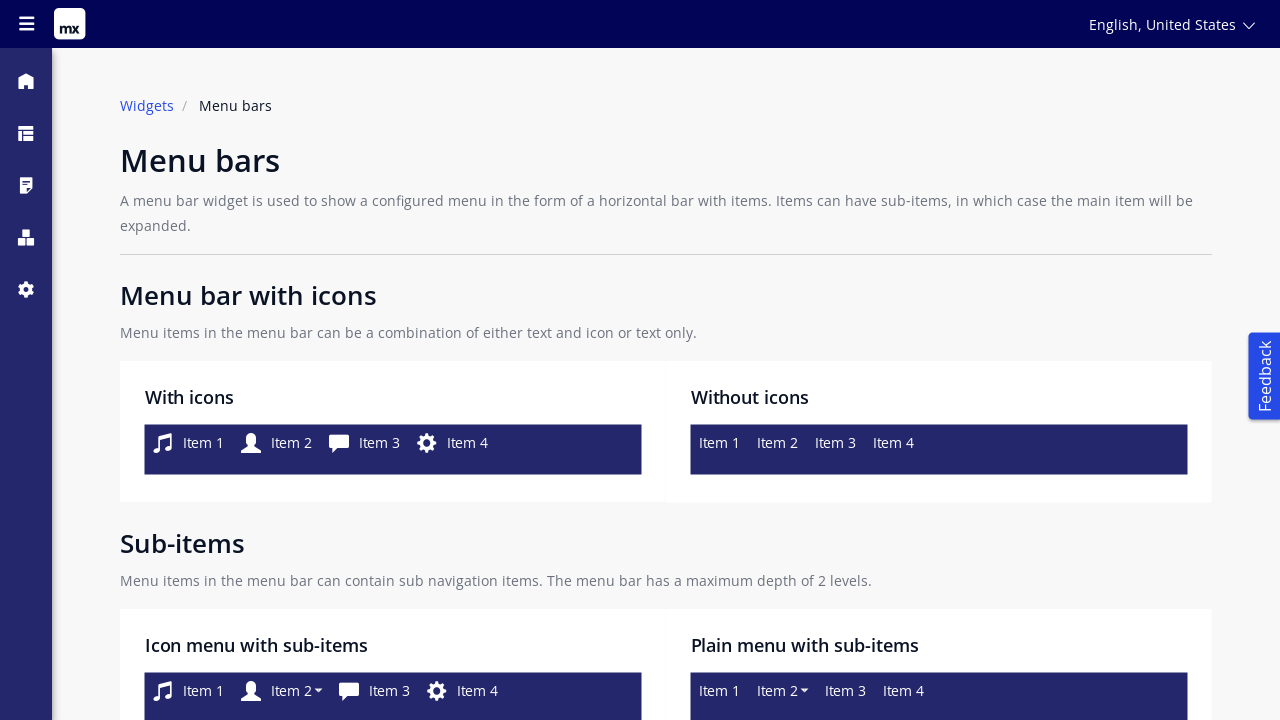 mx
English, United States
Widgets / Menu bars
Menu bars
A menu bar widget is used to show a configured menu in the form of a horizontal bar with items. Items can have sub-items, in which case the main item will be
expanded.
Menu bar with icons
Menu items in the menu bar can be a combination of either text and icon or text only.
Feedback
With icons
Item 1 Item 2 Item 3 Item 4
Without icons
Item 1 Item 2 Item 3 Item 4
Sub-items
Menu items in the menu bar can contain sub navigation items. The menu bar has a maximum depth of 2 levels.
Icon menu with sub-items
Item 1 Item 2 Item 3 Item 4
Plain menu with sub-items
Item 1 Item 2 Item 3 Item 4